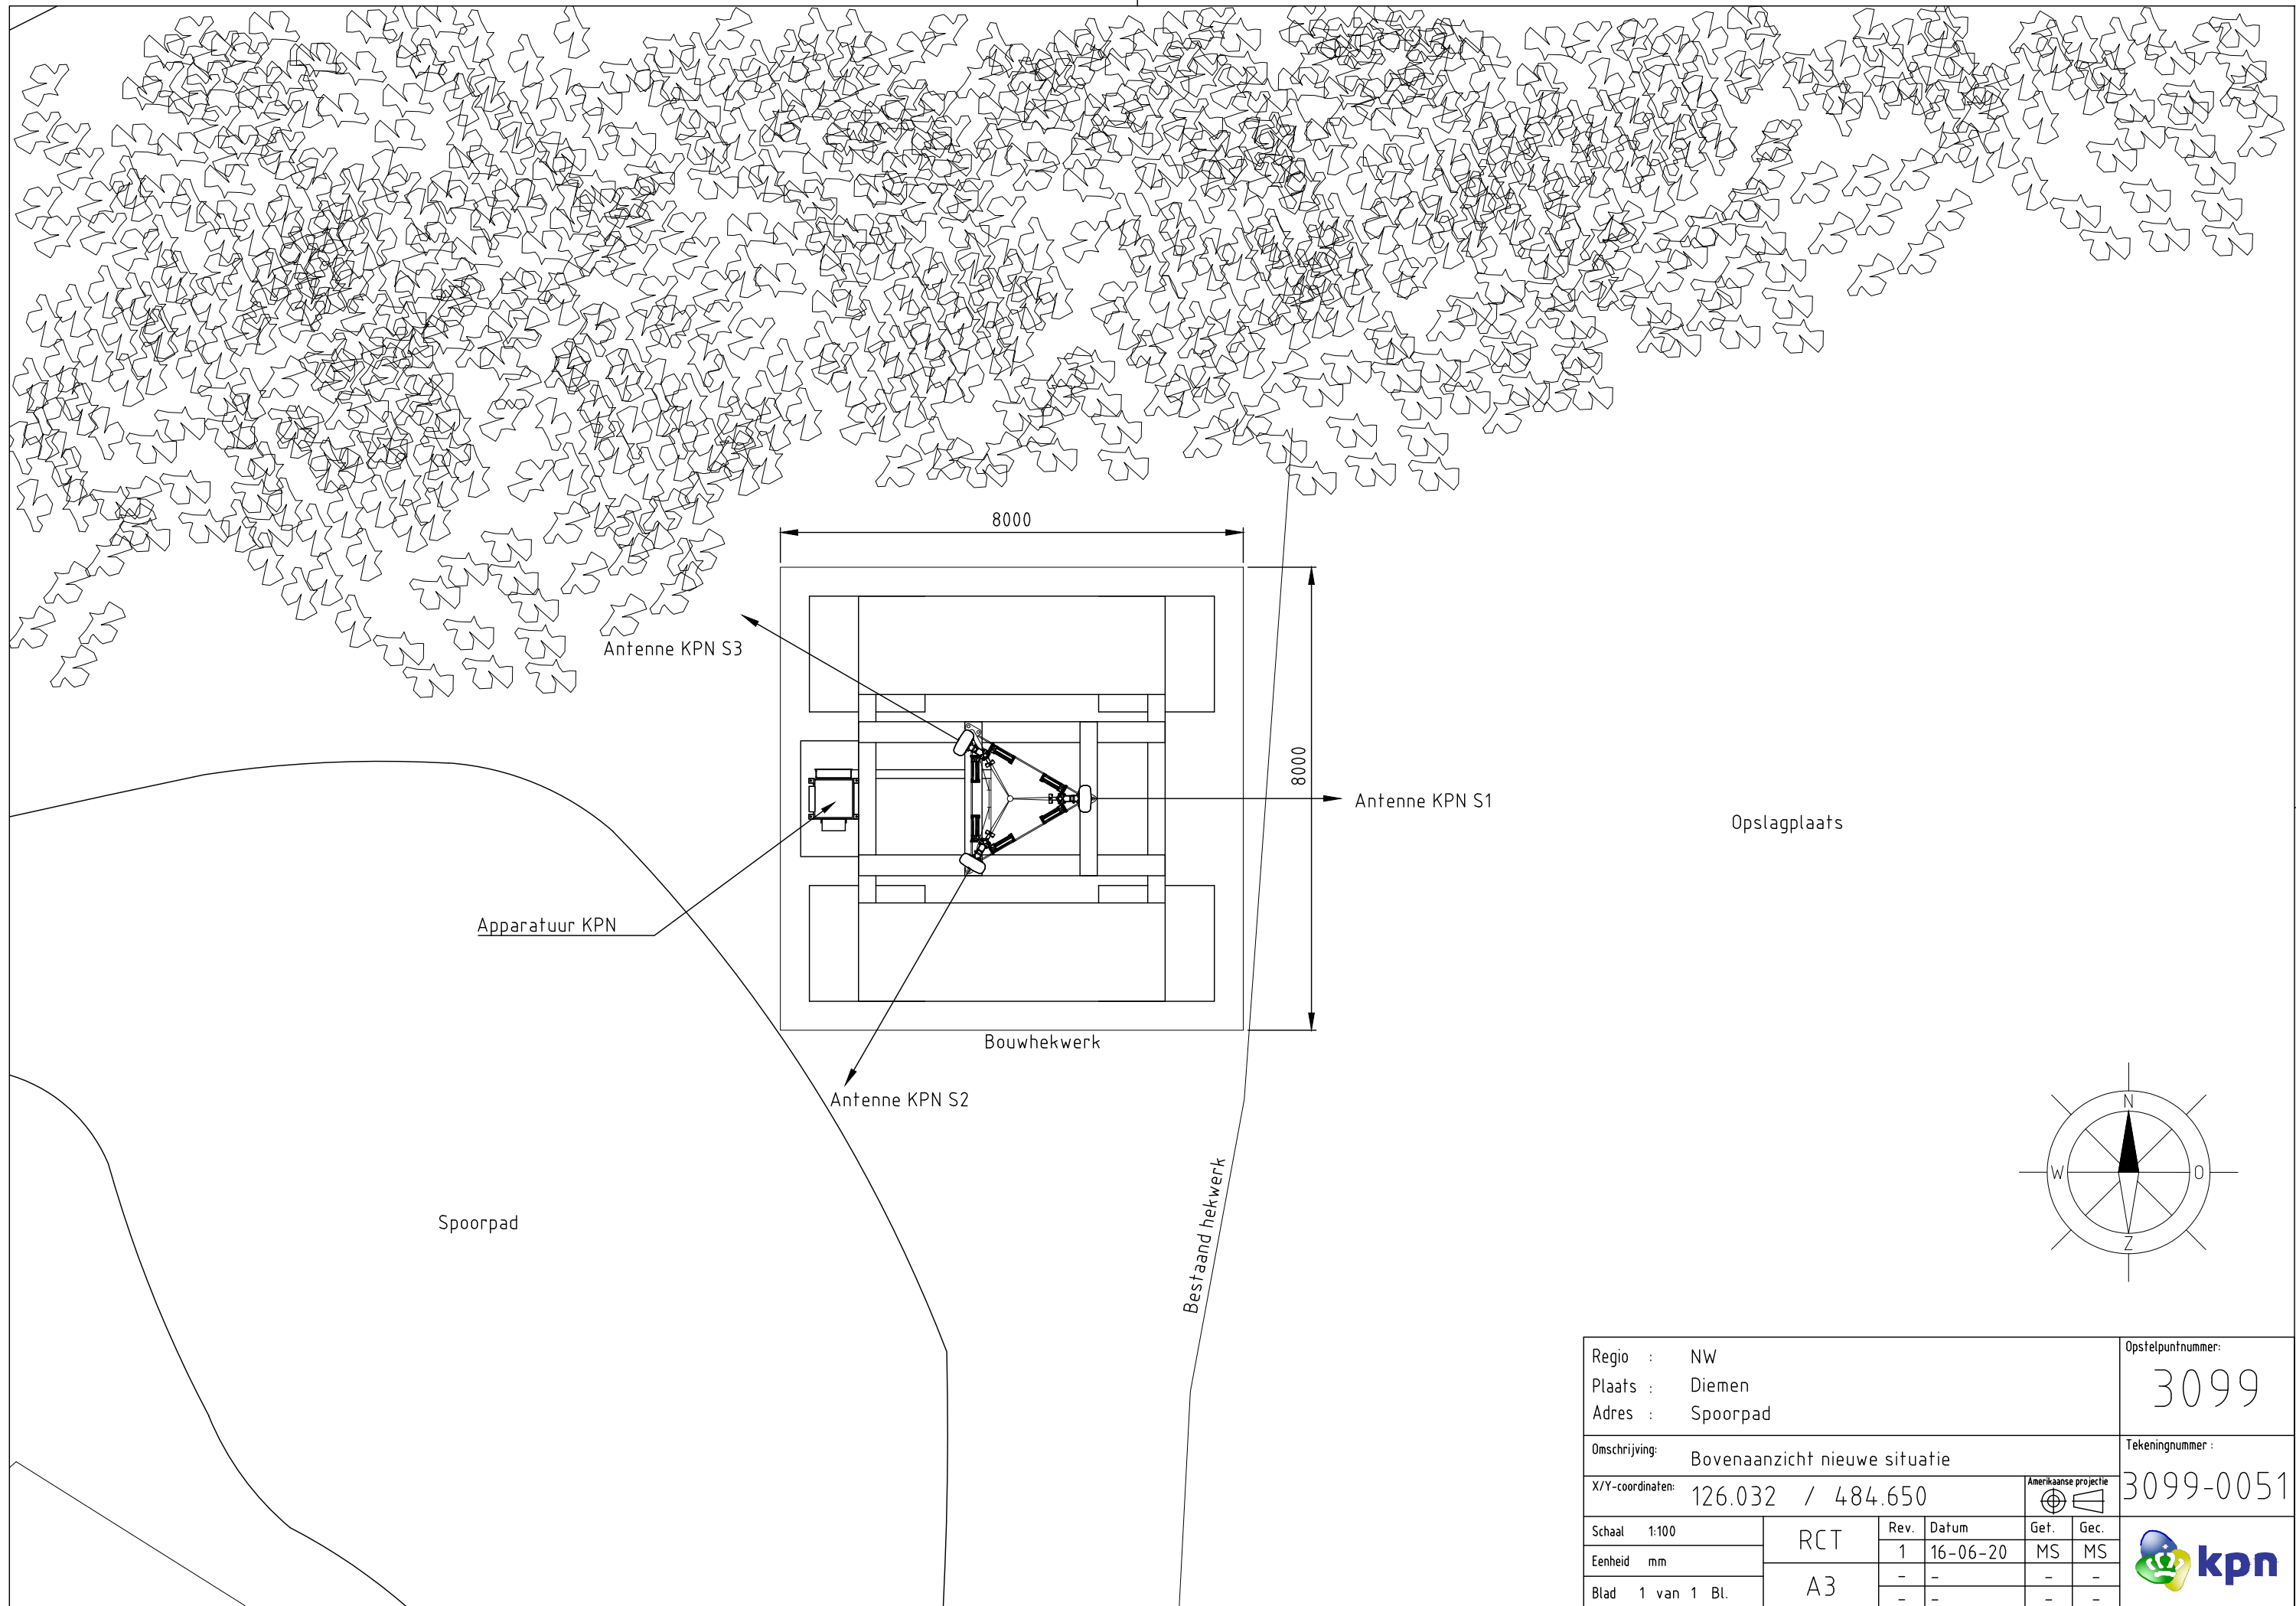 8000
Antenne KPN S3
8000
Antenne KPN S1
Opslagplaats
Apparatuur KPN
Bouwhekwerk
Antenne KPN S2
Bestaand hekwerk
Spoorpad
N
W
O
Z
Regio : NW
Plaats : Diemen
Adres : Spoorpad
Opstelpuntnummer:
3099
Omschrijving: Bovenaanzicht nieuwe situatie
Tekeningnummer :
3099-0051
X/Y-coordinaten: 126.032 / 484.650
Amerikaanse projectie
Schaal 1:100
Eenheid mm
Blad 1 van 1 Bl.
RCT
A3
Rev. Datum Get. Gec.
1 16-06-20 MS MS
- - - -
- - - -
kpn